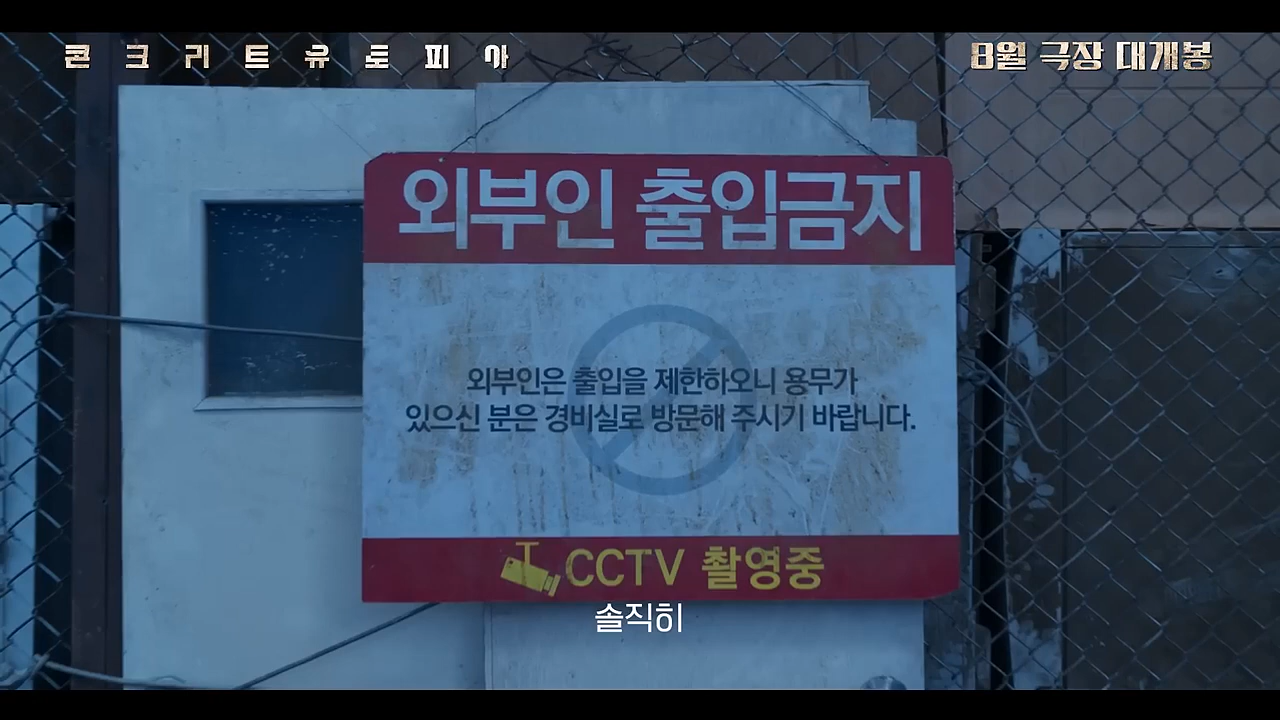 콘크리트유토피아
8월 극장 대개봉
외부인 출입금지
외부인은 출입을 제한하오니 용무가
있으신 분은 경비실로 방문해 주시기 바랍니다.
CCTV 촬영중
솔직히